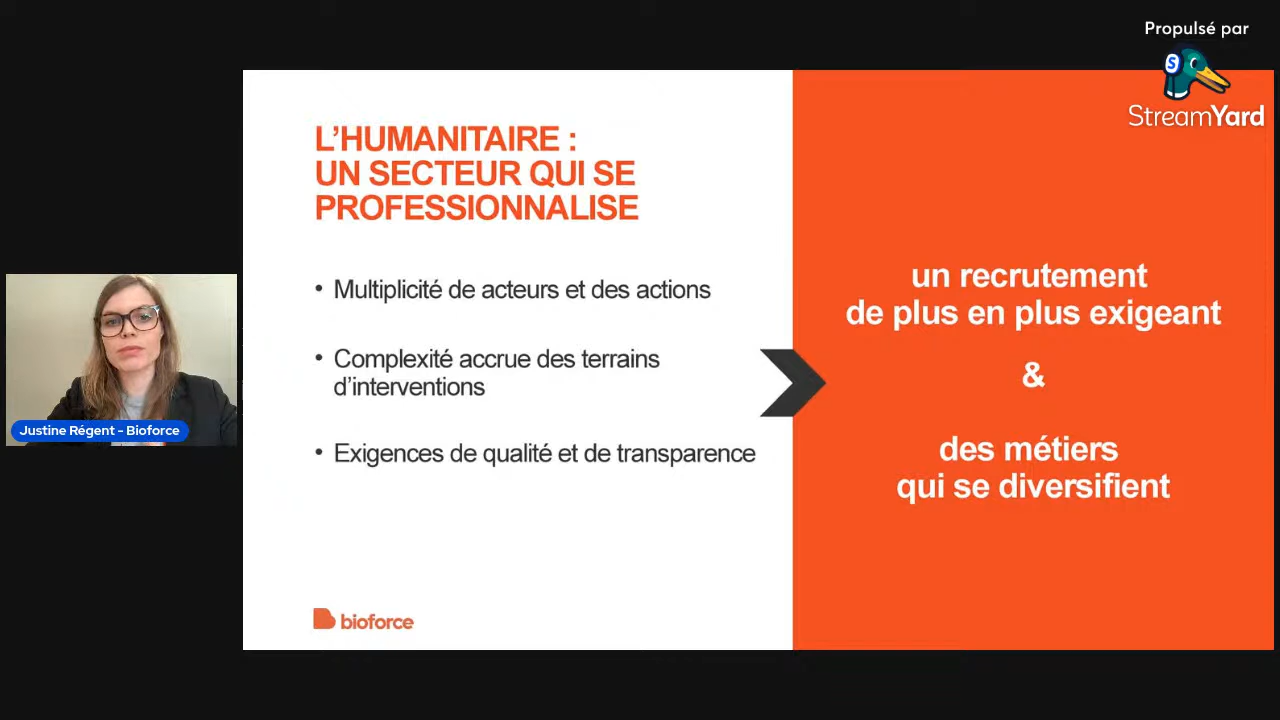 Propulsé par
StreamYard
L’HUMANITAIRE :
UN SECTEUR QUI SE
PROFESSIONNALISE
• Multiplicité de acteurs et des actions
• Complexité accrue des terrains
d’interventions
• Exigences de qualité et de transparence
un recrutement
de plus en plus exigeant
&
des métiers
qui se diversifient
Justine Régent - Bioforce
bioforce